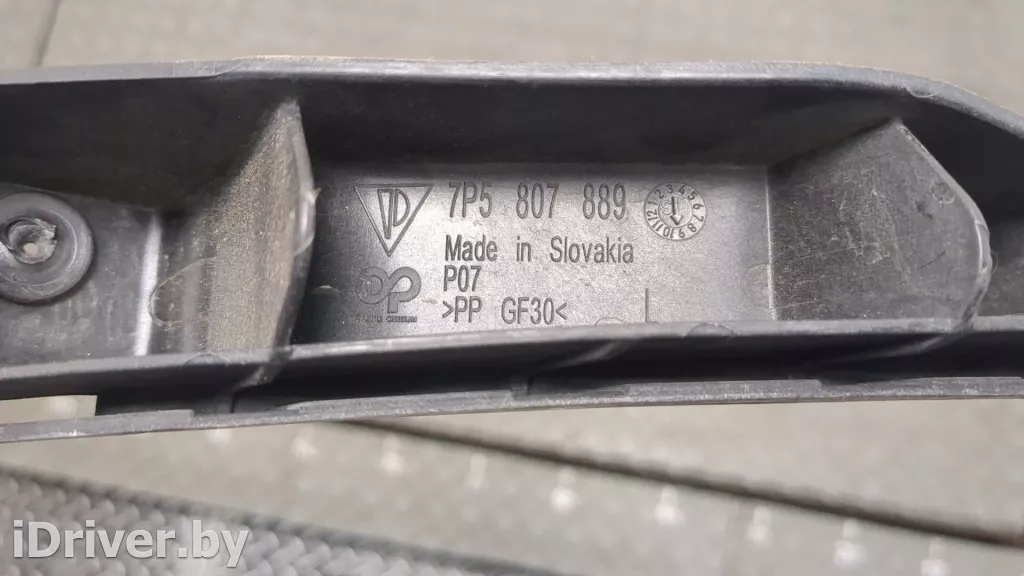 7P5 807 889
Made in Slovakia
P07
>PP GF30<
iDriver.by